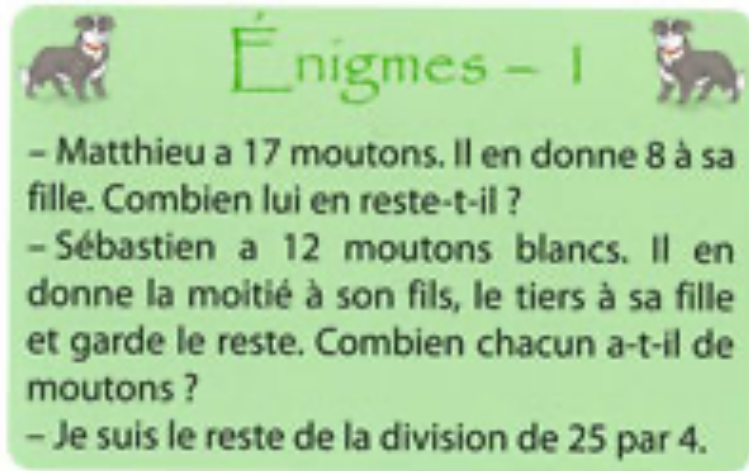 Énigmes – 1
– Matthieu a 17 moutons. Il en donne 8 à sa
fille. Combien lui en reste-t-il ?
– Sébastien a 12 moutons blancs. Il en
donne la moitié à son fils, le tiers à sa fille
et garde le reste. Combien chacun a-t-il de
moutons ?
– Je suis le reste de la division de 25 par 4.